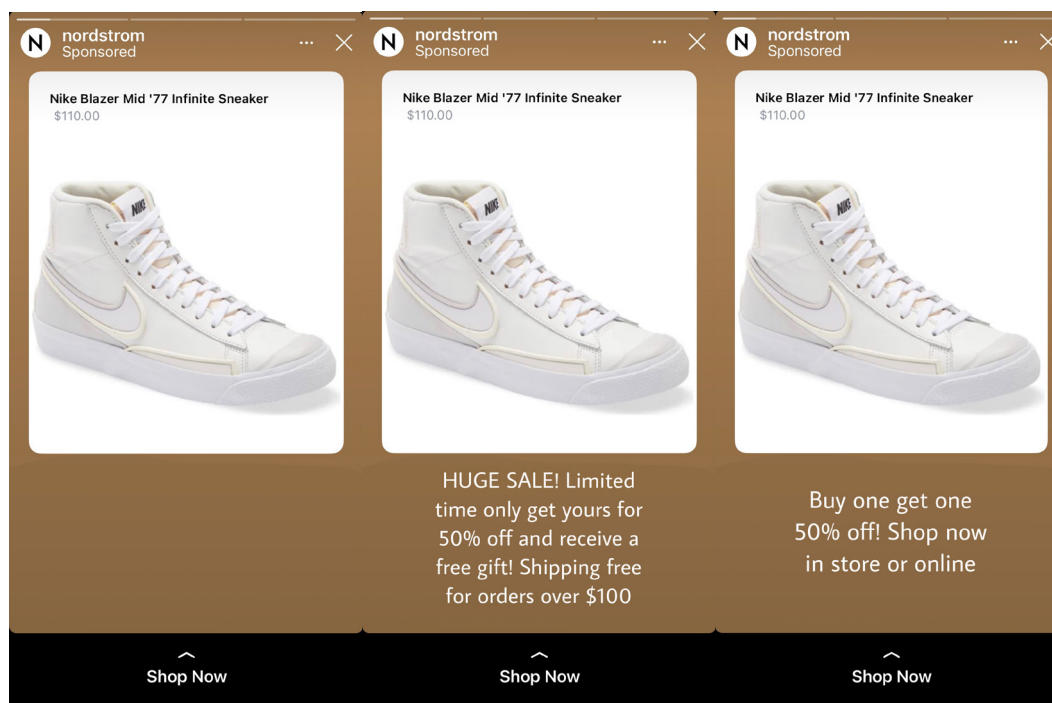 N nordstrom
Sponsored
Nike Blazer Mid '77 Infinite Sneaker
$110.00
NIKE
Shop Now
N nordstrom
Sponsored
Nike Blazer Mid '77 Infinite Sneaker
$110.00
NIKE
HUGE SALE! Limited
time only get yours for
50% off and receive a
free gift! Shipping free
for orders over $100
Shop Now
N nordstrom
Sponsored
Nike Blazer Mid '77 Infinite Sneaker
$110.00
NIKE
Buy one get one
50% off! Shop now
in store or online
Shop Now